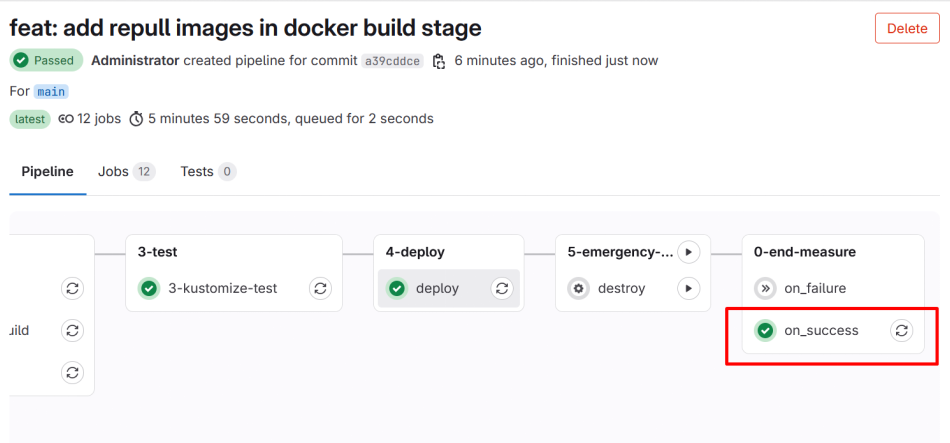 feat: add repull images in docker build stage
Delete
Passed Administrator created pipeline for commit a39cddce 6 minutes ago, finished just now
For main
latest 12 jobs 5 minutes 59 seconds, queued for 2 seconds
Pipeline Jobs 12 Tests 0
3-test
3-kustomize-test
4-deploy
deploy
5-emergency-...
destroy
0-end-measure
on_failure
on_success
uild